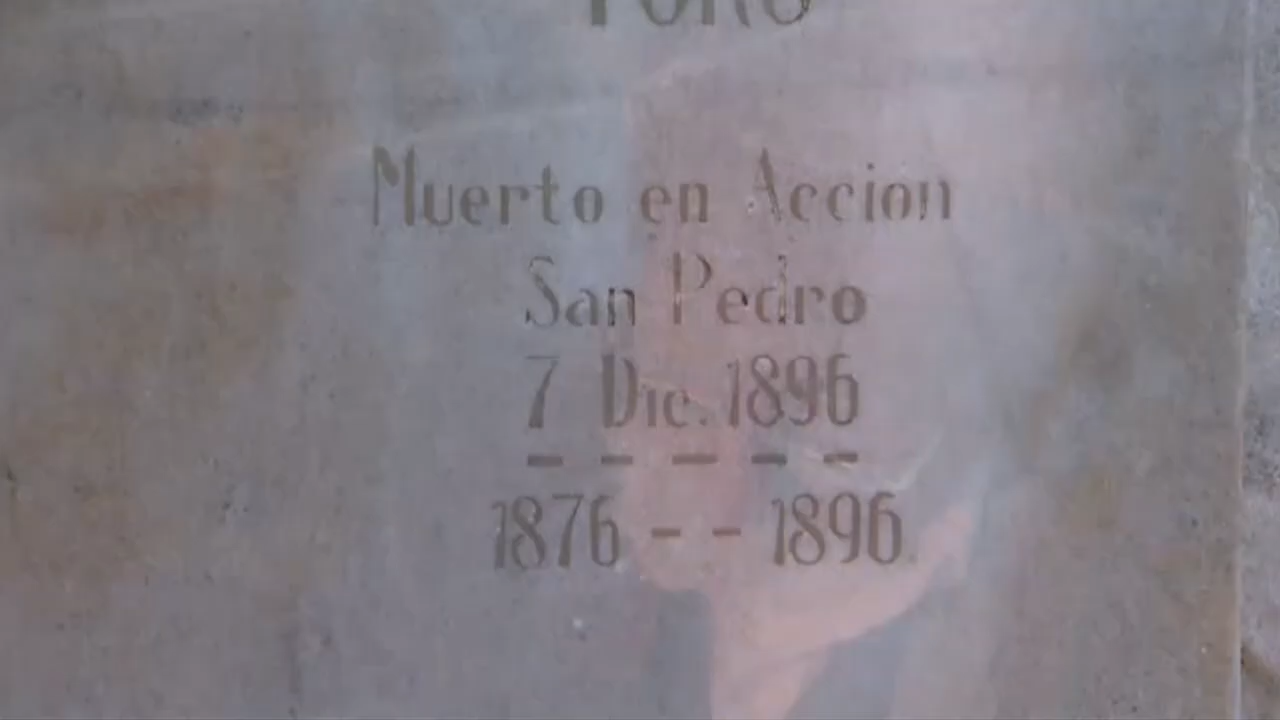 Muerto en Accion
San Pedro
7 Dic. 1896
- - - - -
1876 - - 1896